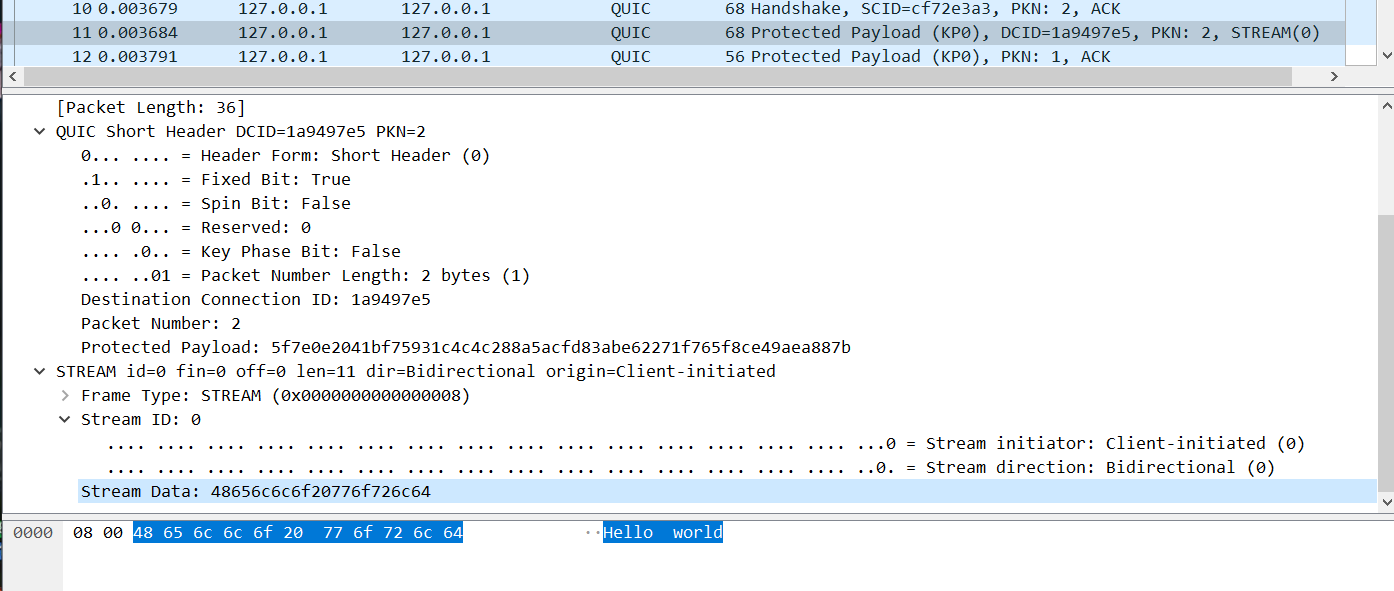 10 0.003679 127.0.0.1 127.0.0.1 QUIC 68 Handshake, SCID=cf72e3a3, PKN: 2, ACK
11 0.003684 127.0.0.1 127.0.0.1 QUIC 68 Protected Payload (KP0), DCID=1a9497e5, PKN: 2, STREAM(0)
12 0.003791 127.0.0.1 127.0.0.1 QUIC 56 Protected Payload (KP0), PKN: 1, ACK
[Packet Length: 36]
QUIC Short Header DCID=1a9497e5 PKN=2
0... .... = Header Form: Short Header (0)
.1.. .... = Fixed Bit: True
..0. .... = Spin Bit: False
...0 0... = Reserved: 0
.... .0.. = Key Phase Bit: False
.... ..01 = Packet Number Length: 2 bytes (1)
Destination Connection ID: 1a9497e5
Packet Number: 2
Protected Payload: 5f7e0e2041bf75931c4c4c288a5acfd83abe62271f765f8ce49aea887b
STREAM id=0 fin=0 off=0 len=11 dir=Bidirectional origin=Client-initiated
Frame Type: STREAM (0x0000000000000008)
Stream ID: 0
.... .... .... .... .... .... .... .... .... .... .... .... .... .... .... ...0 = Stream initiator: Client-initiated (0)
.... .... .... .... .... .... .... .... .... .... .... .... .... .... .... ..0. = Stream direction: Bidirectional (0)
Stream Data: 48656c6c6f20776f726c64
0000 08 00 48 65 6c 6c 6f 20 77 6f 72 6c 64 ··Hello world